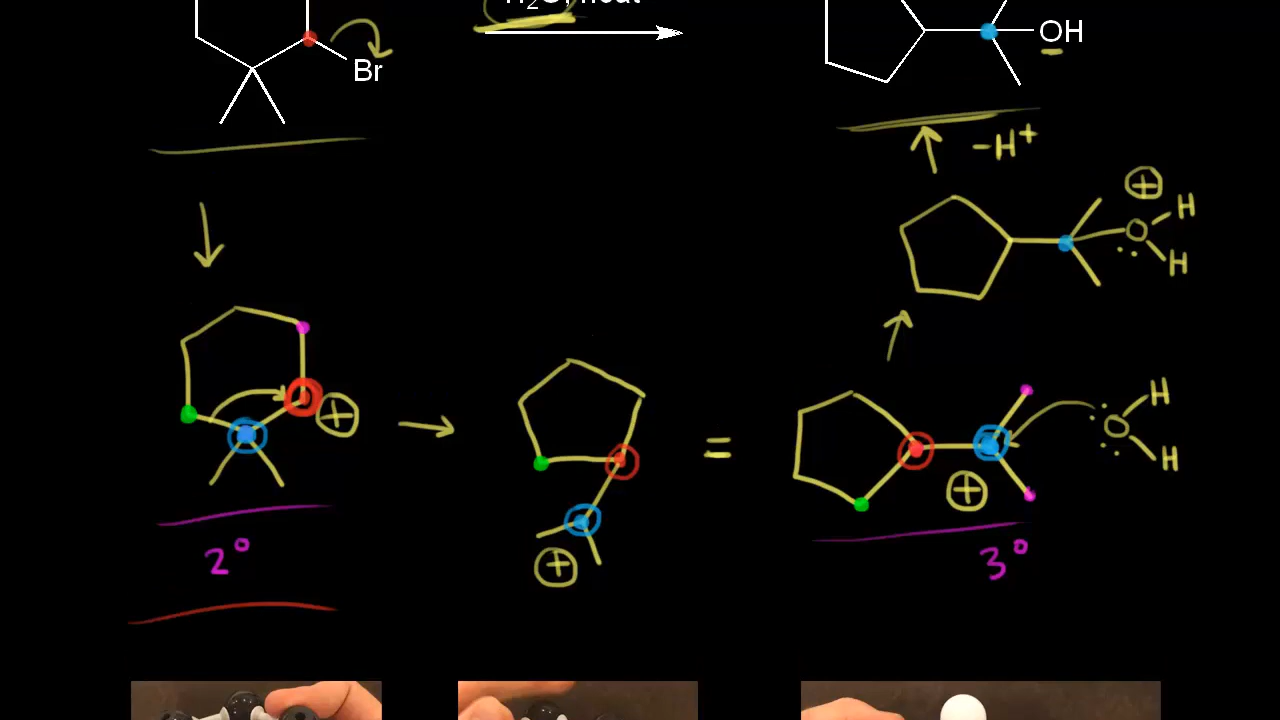 Br
OH
-H⁺
+
H
O
H
+
+
H
O
H
=
+
2°
3°